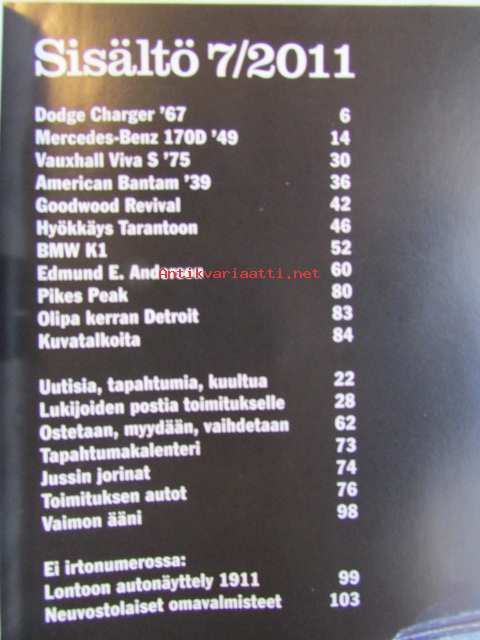 Sisältö 7/2011
Dodge Charger '67 6
Mercedes-Benz 170D '49 14
Vauxhall Viva S '75 30
American Bantam '39 36
Goodwood Revival 42
Hyökkäys Tarantoon 46
BMW K1 52
Edmund E. Anderson 60
Antikvariaatti.net
Pikes Peak 80
Olipa kerran Detroit 83
Kuvatalkoita 84
Uutisia, tapahtumia, kuultua 22
Lukijoiden postia toimitukselle 28
Ostetaan, myydään, vaihdetaan 62
Tapahtumakalenteri 73
Jussin jorinat 74
Toimituksen autot 76
Vaimon ääni 98
Ei irtonumerossa:
Lontoon autonäyttely 1911 99
Neuvostolaiset omavalmisteet 103